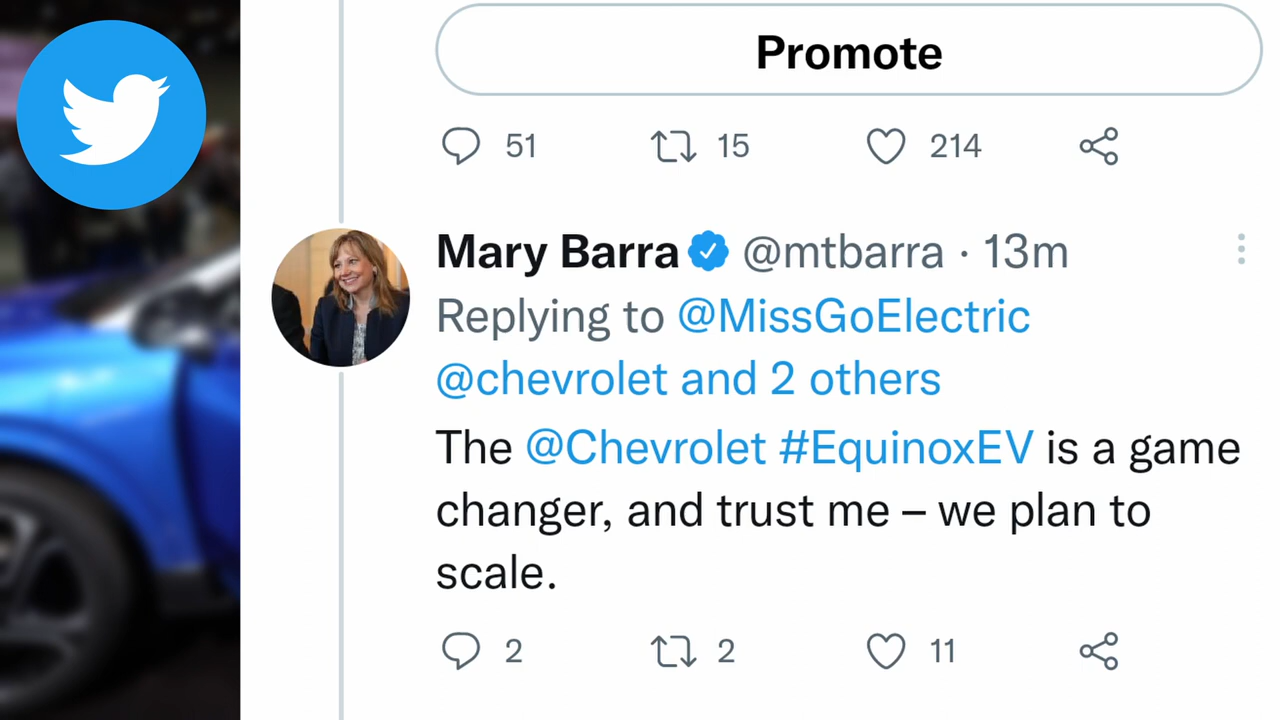 Promote
51 15 214
Mary Barra @mtbarra · 13m
Replying to @MissGoElectric
@chevrolet and 2 others
The @Chevrolet #EquinoxEV is a game
changer, and trust me – we plan to
scale.
2 2 11